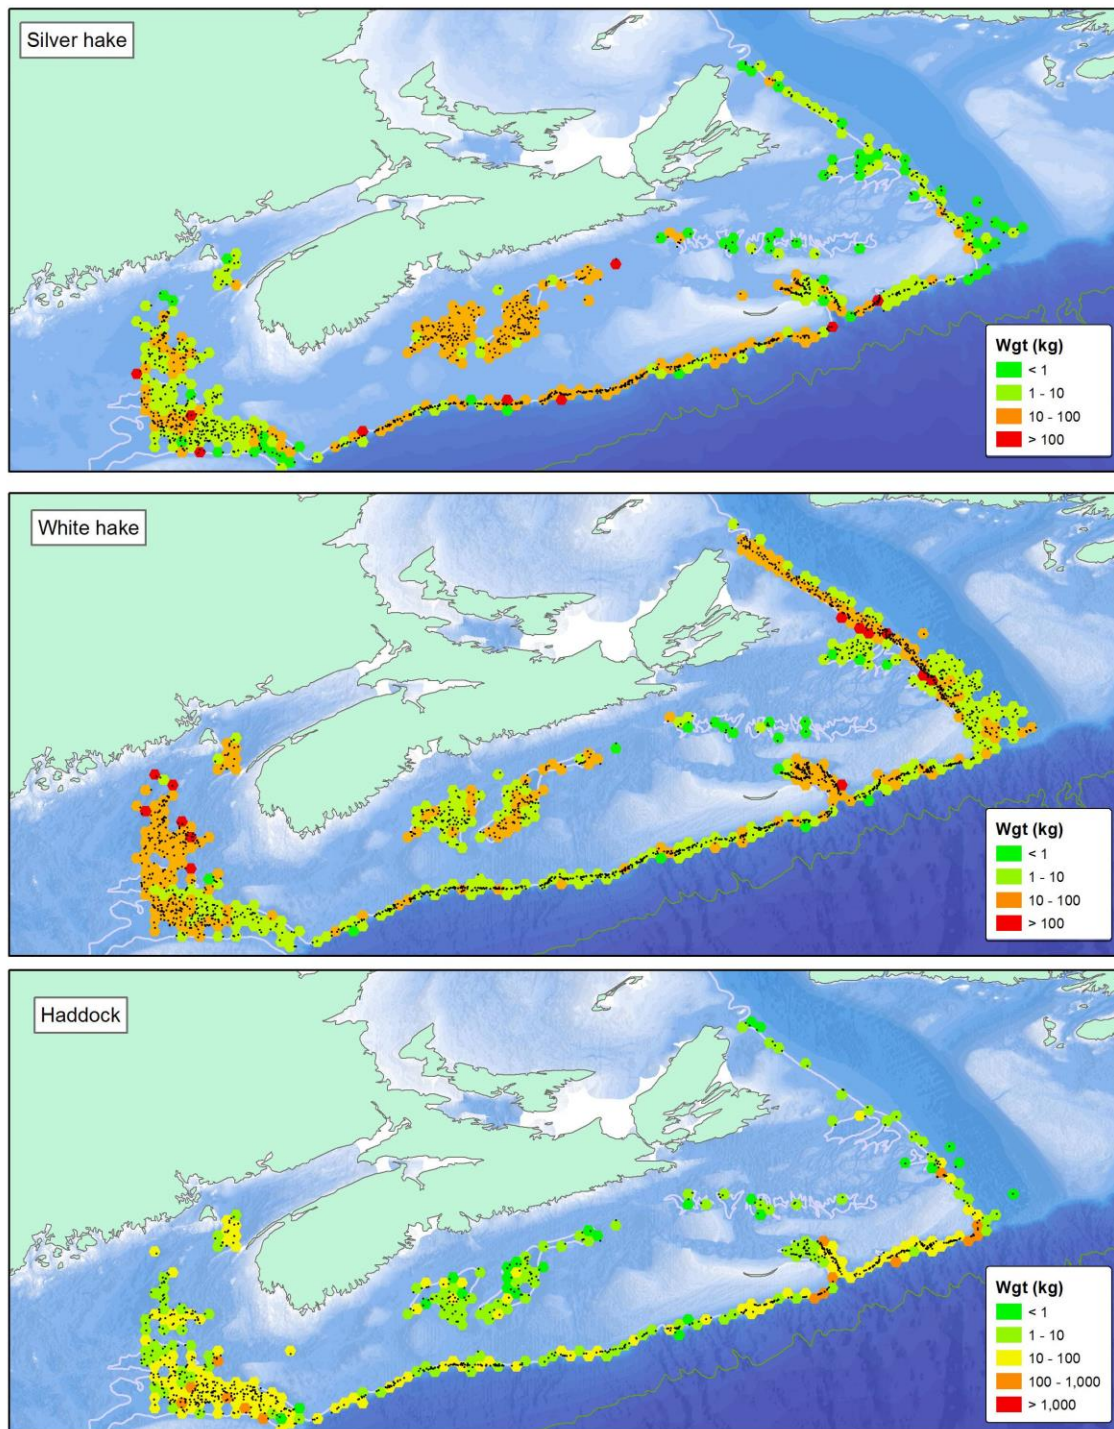 Silver hake
Wgt (kg)
< 1
1 - 10
10 - 100
> 100
White hake
Wgt (kg)
< 1
1 - 10
10 - 100
> 100
Haddock
Wgt (kg)
< 1
1 - 10
10 - 100
100 - 1,000
> 1,000